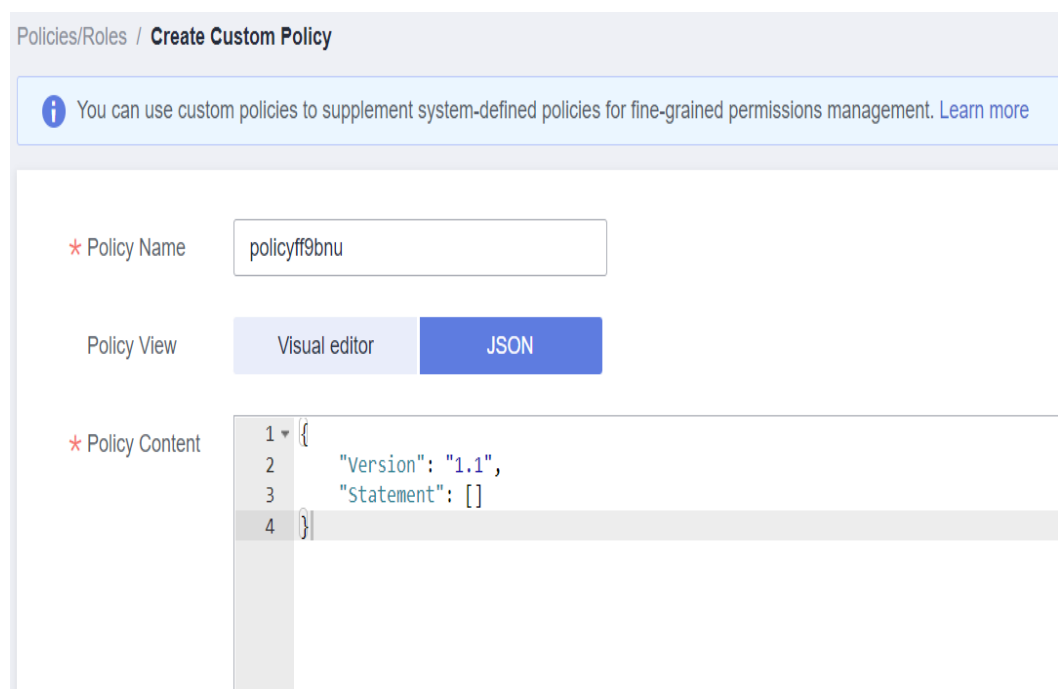 Policies/Roles / Create Custom Policy
You can use custom policies to supplement system-defined policies for fine-grained permissions management. Learn more
* Policy Name policyff9bnu
Policy View Visual editor JSON
* Policy Content
1 {
2 "Version": "1.1",
3 "Statement": []
4 }